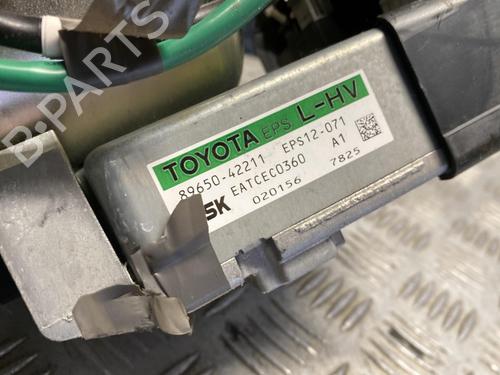 TOYOTA EPS L-HV
89650-42211 EPS12-071
SK EATCEC0360 A1
020156 7825
B-PARTS